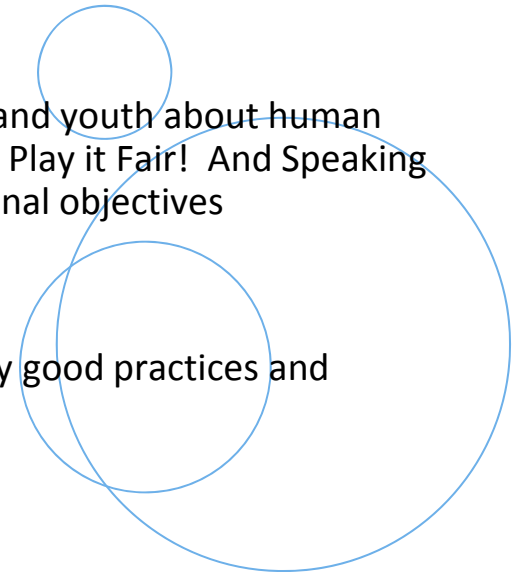 and youth about human
Play it Fair! And Speaking
nal objectives
y good practices and